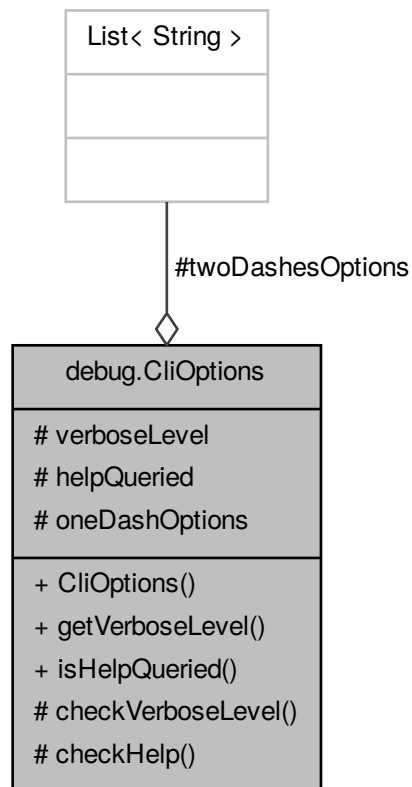 List< String >
#twoDashesOptions
debug.CliOptions
# verboseLevel
# helpQueried
# oneDashOptions
+ CliOptions()
+ getVerboseLevel()
+ isHelpQueried()
# checkVerboseLevel()
# checkHelp()